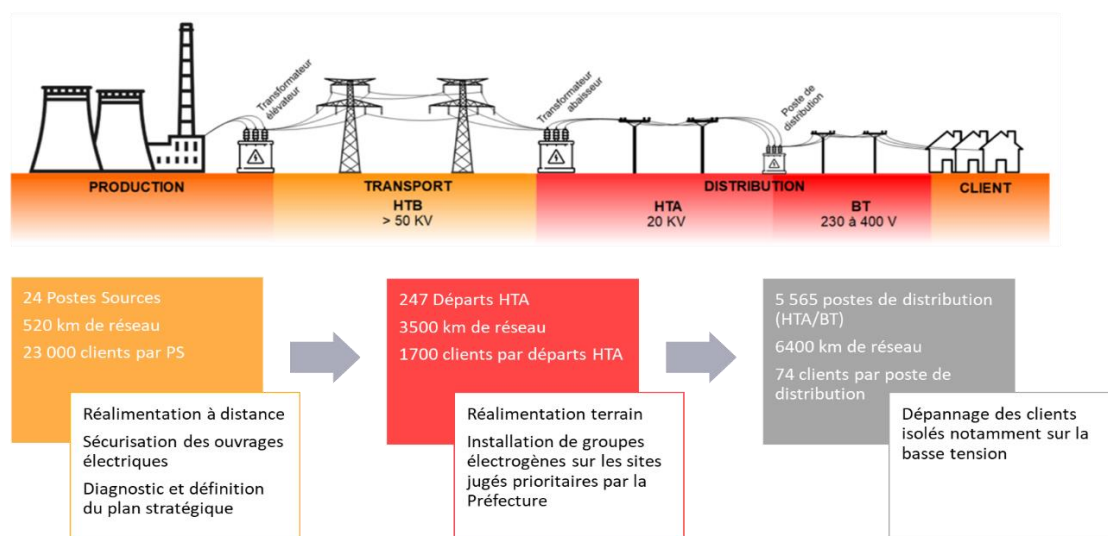 Transformateur
élévateur
Transformateur
abaisseur
Poste de
distribution
PRODUCTION
TRANSPORT
HTB
> 50 KV
DISTRIBUTION
HTA
20 KV
BT
230 à 400 V
CLIENT
24 Postes Sources
520 km de réseau
23 000 clients par PS
Réalimentation à distance
Sécurisation des ouvrages
électriques
Diagnostic et définition
du plan stratégique
247 Départs HTA
3500 km de réseau
1700 clients par départs HTA
Réalimentation terrain
Installation de groupes
électrogènes sur les sites
jugés prioritaires par la
Préfecture
5 565 postes de distribution
(HTA/BT)
6400 km de réseau
74 clients par poste de
distribution
Dépannage des clients
isolés notamment sur la
basse tension